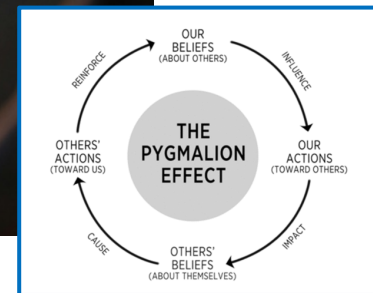 OUR
BELIEFS
(ABOUT OTHERS)
INFLUENCE
OUR
ACTIONS
(TOWARD OTHERS)
IMPACT
OTHERS'
BELIEFS
(ABOUT THEMSELVES)
CAUSE
OTHERS'
ACTIONS
(TOWARD US)
REINFORCE
THE
PYGMALION
EFFECT